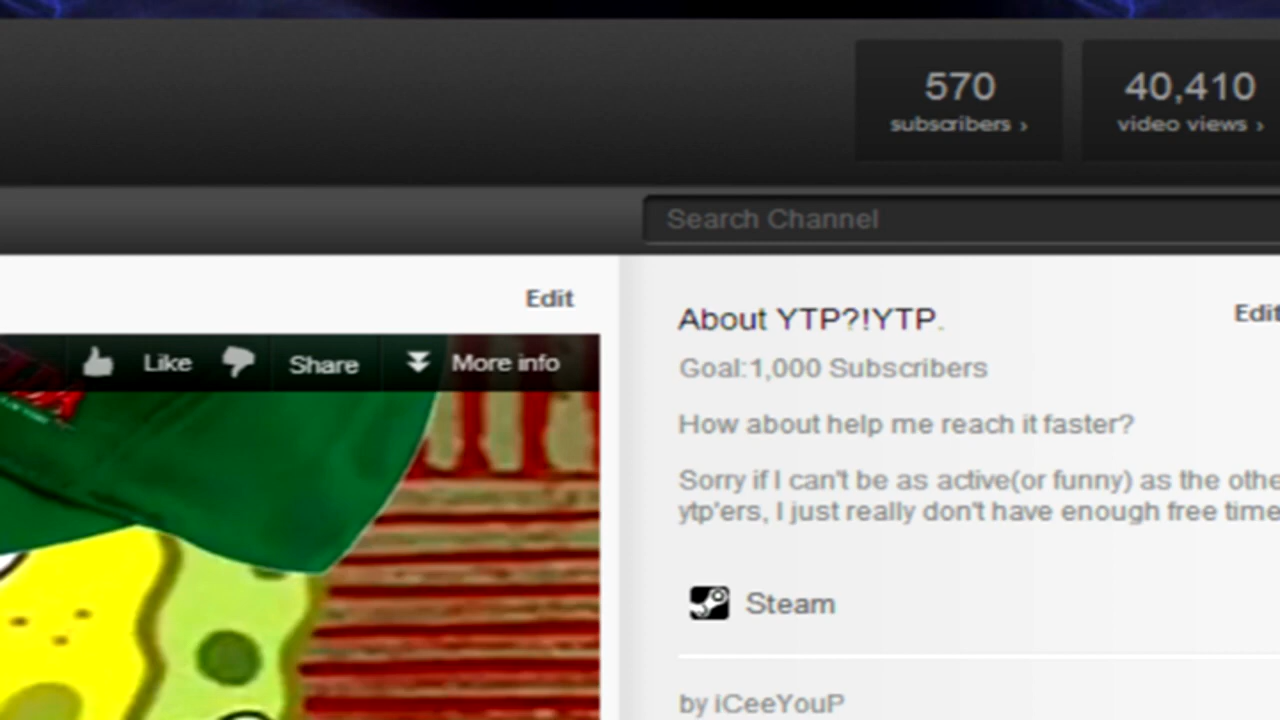 570
subscribers ›
40,410
video views ›
Search Channel
Edit
About YTP?!YTP.
Edit
Like
Share
More info
Goal:1,000 Subscribers
How about help me reach it faster?
Sorry if I can't be as active(or funny) as the othe
ytp'ers, I just really don't have enough free time
Steam
by iCeeYouP